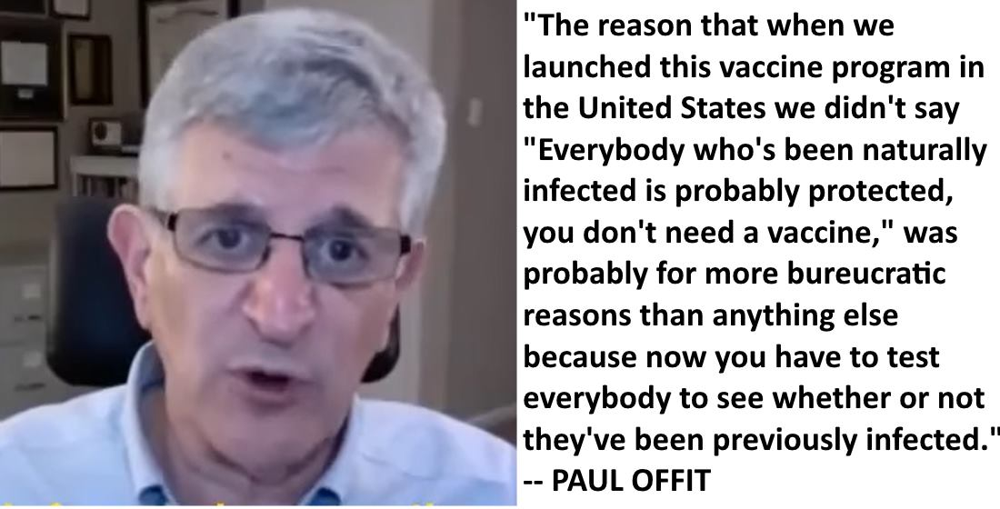 "The reason that when we
launched this vaccine program in
the United States we didn't say
"Everybody who's been naturally
infected is probably protected,
you don't need a vaccine," was
probably for more bureucratic
reasons than anything else
because now you have to test
everybody to see whether or not
they've been previously infected."
-- PAUL OFFIT